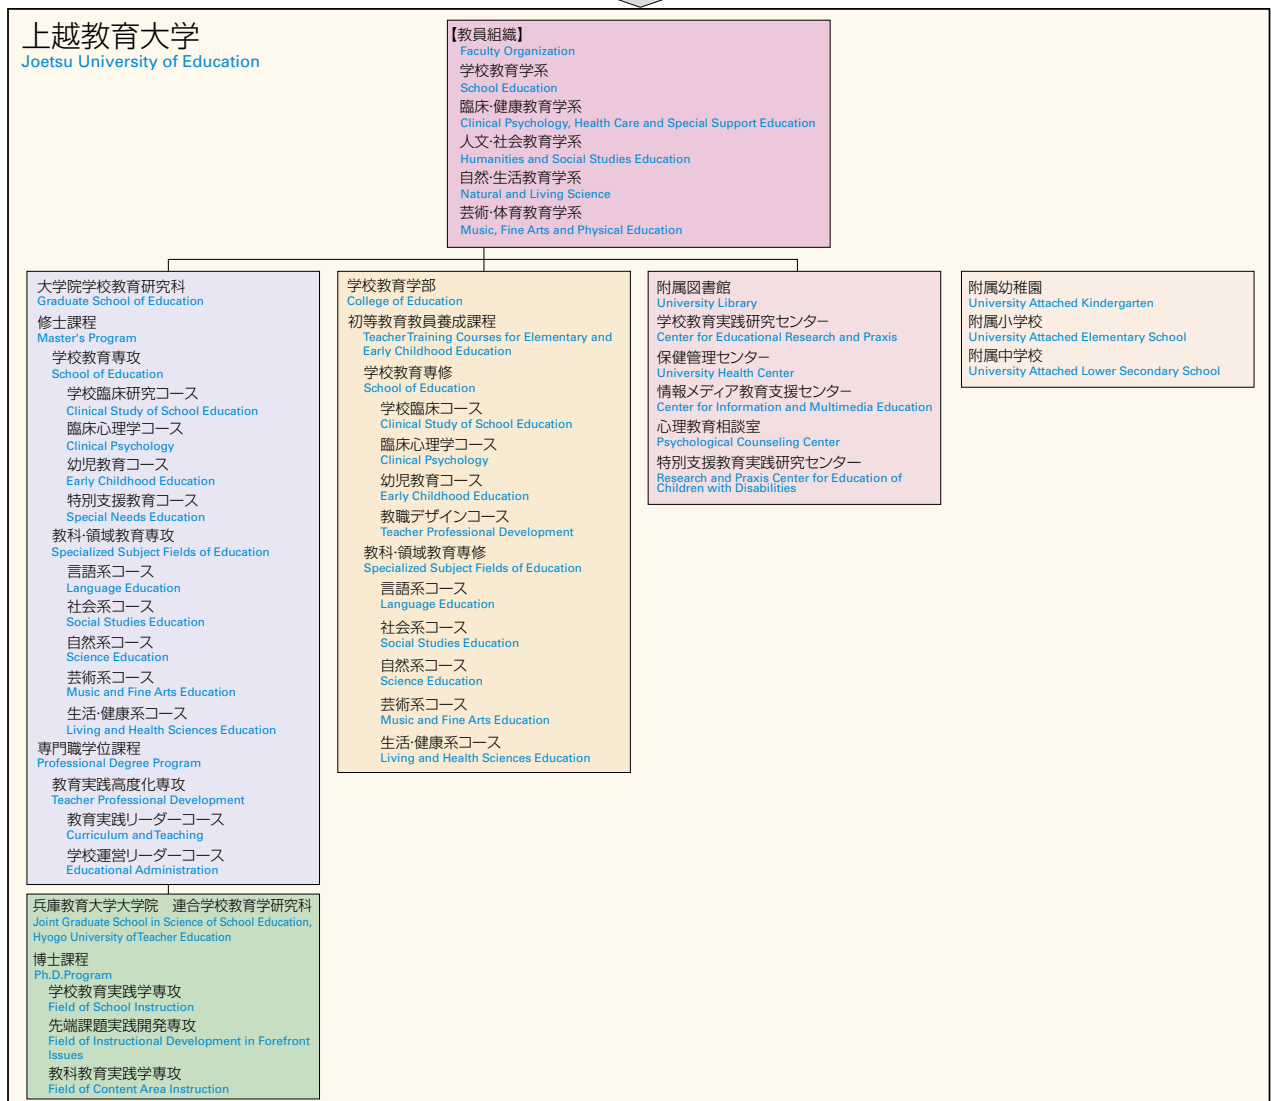 上越教育大学
Joetsu University of Education
【教員組織】
Faculty Organization
学校教育学系
School Education
臨床·健康教育学系
Clinical Psychology, Health Care and Special Support Education
人文·社会教育学系
Humanities and Social Studies Education
自然·生活教育学系
Natural and Living Science
芸術·体育教育学系
Music, Fine Arts and Physical Education
大学院学校教育研究科
Graduate School of Education
修士課程
Master's Program
学校教育専攻
School of Education
学校臨床研究コース
Clinical Study of School Education
臨床心理学コース
Clinical Psychology
幼児教育コース
Early Childhood Education
特別支援教育コース
Special Needs Education
教科·領域教育専攻
Specialized Subject Fields of Education
言語系コース
Language Education
社会系コース
Social Studies Education
自然系コース
Science Education
芸術系コース
Music and Fine Arts Education
生活·健康系コース
Living and Health Sciences Education
専門職学位課程
Professional Degree Program
教育実践高度化専攻
Teacher Professional Development
教育実践リーダーコース
Curriculum and Teaching
学校運営リーダーコース
Educational Administration
兵庫教育大学大学院　連合学校教育学研究科
Joint Graduate School in Science of School Education,
Hyogo University of Teacher Education
博士課程
Ph.D.Program
学校教育実践学専攻
Field of School Instruction
先端課題実践開発専攻
Field of Instructional Development in Forefront
Issues
教科教育実践学専攻
Field of Content Area Instruction
学校教育学部
College of Education
初等教育教員養成課程
Teacher Training Courses for Elementary and
Early Childhood Education
学校教育専修
School of Education
学校臨床コース
Clinical Study of School Education
臨床心理学コース
Clinical Psychology
幼児教育コース
Early Childhood Education
教職デザインコース
Teacher Professional Development
教科·領域教育専修
Specialized Subject Fields of Education
言語系コース
Language Education
社会系コース
Social Studies Education
自然系コース
Science Education
芸術系コース
Music and Fine Arts Education
生活·健康系コース
Living and Health Sciences Education
附属図書館
University Library
学校教育実践研究センター
Center for Educational Research and Praxis
保健管理センター
University Health Center
情報メディア教育支援センター
Center for Information and Multimedia Education
心理教育相談室
Psychological Counseling Center
特別支援教育実践研究センター
Research and Praxis Center for Education of
Children with Disabilities
附属幼稚園
University Attached Kindergarten
附属小学校
University Attached Elementary School
附属中学校
University Attached Lower Secondary School